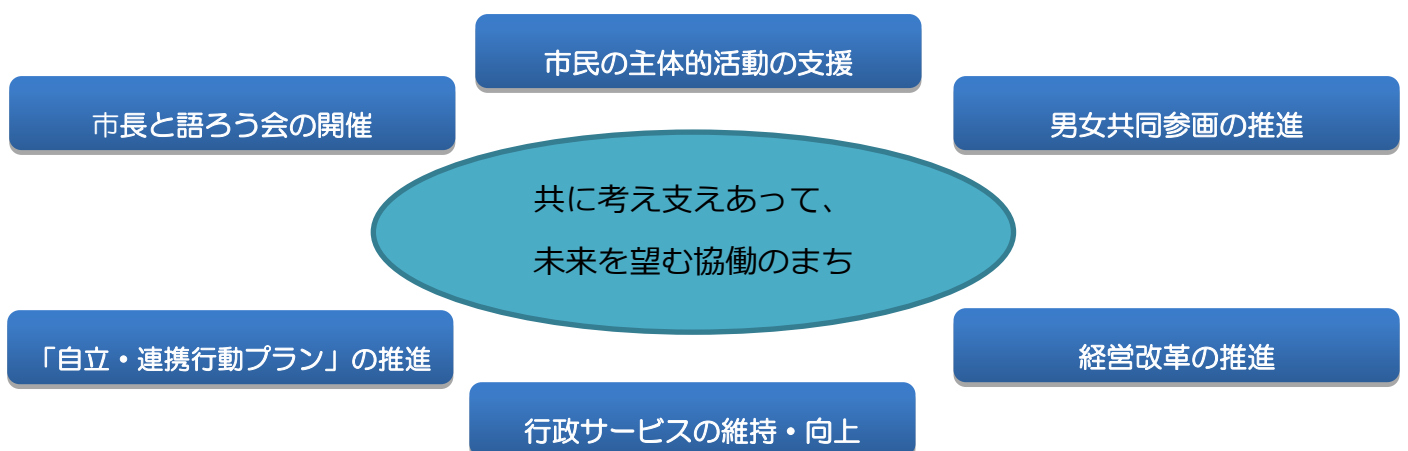 市民の主体的活動の支援
市長と語ろう会の開催
男女共同参画の推進
共に考え支えあって、
未来を望む協働のまち
「自立・連携行動プラン」の推進
経営改革の推進
行政サービスの維持・向上